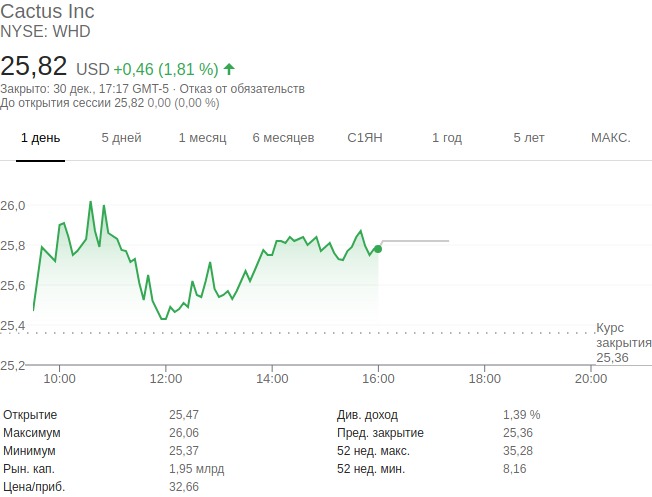 Cactus Inc
NYSE: WHD
25,82 USD +0,46 (1,81 %)
Закрыто: 30 дек., 17:17 GMT-5 · Отказ от обязательств
До открытия сессии 25,82 0,00 (0,00 %)
1 день 5 дней 1 месяц 6 месяцев С1ЯН 1 год 5 лет МАКС.
26,0
25,8
25,6
25,4
Курс
закрытия
25,36
25,2
10:00 12:00 14:00 16:00 18:00 20:00
Открытие 25,47 Див. доход 1,39 %
Максимум 26,06 Пред. закрытие 25,36
Минимум 25,37 52 нед. макс. 35,28
Рын. кап. 1,95 млрд 52 нед. мин. 8,16
Цена/приб. 32,66